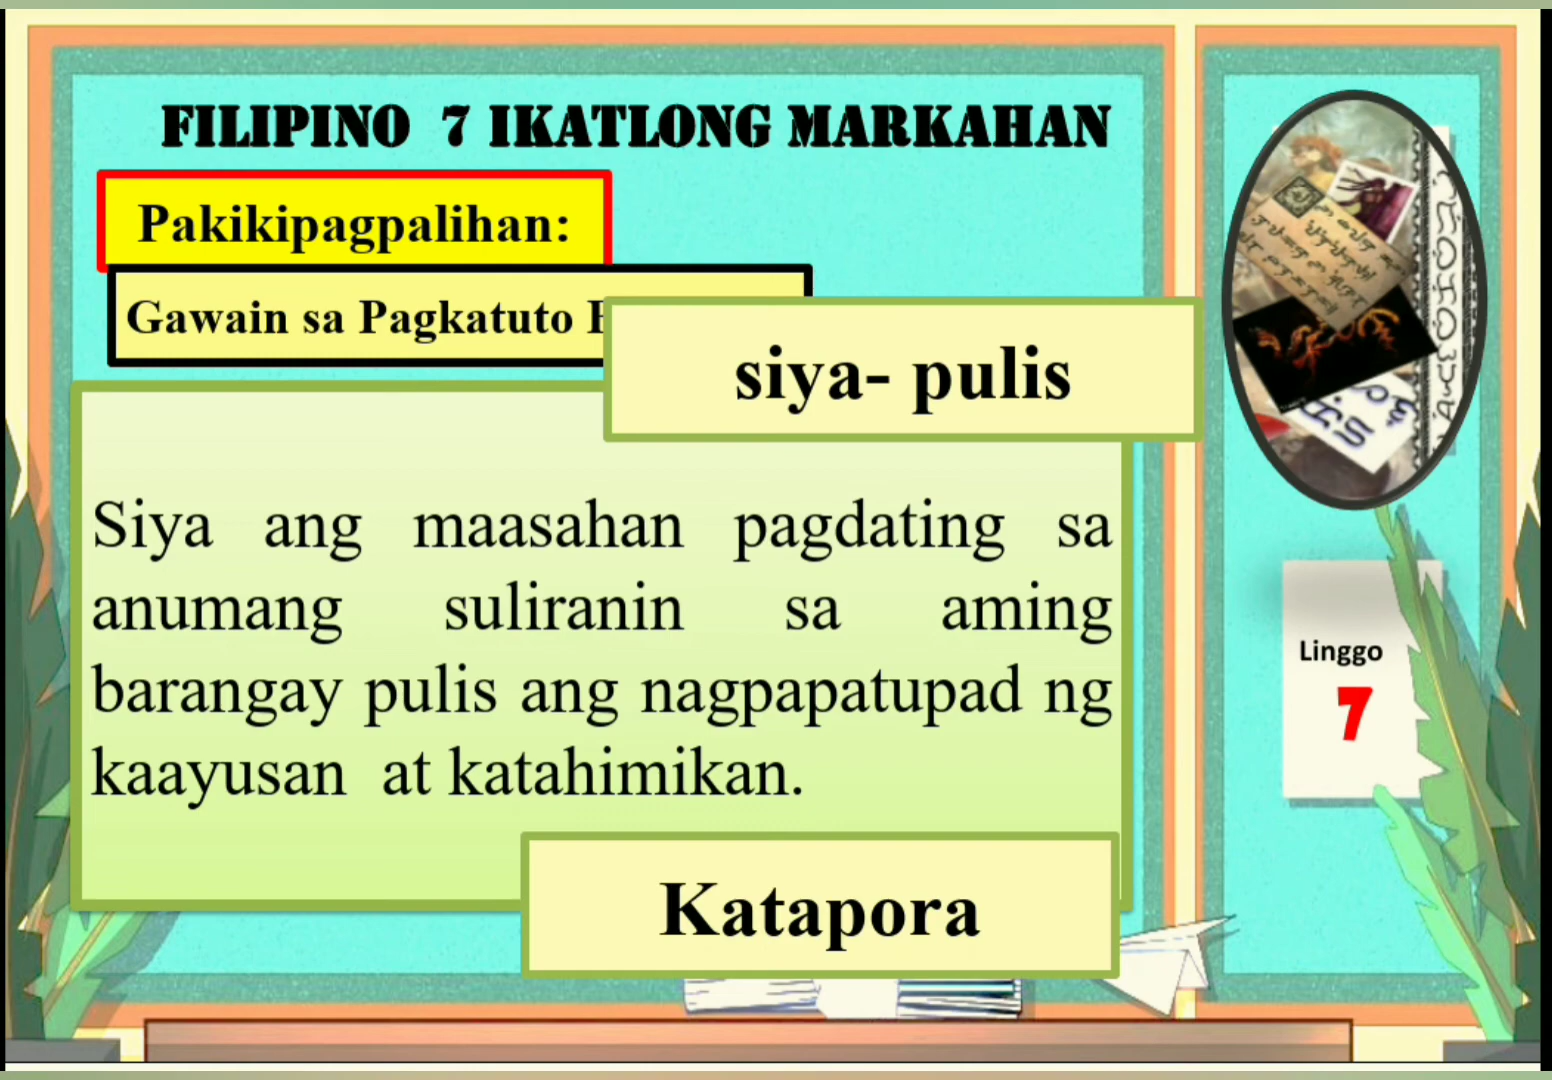 FILIPINO 7 IKATLONG MARKAHAN
Pakikipagpalihan:
Gawain sa Pagkatuto
siya- pulis
Siya ang maasahan pagdating sa
anumang suliranin sa aming
barangay pulis ang nagpapatupad ng
kaayusan at katahimikan.
Katapora
Linggo
7